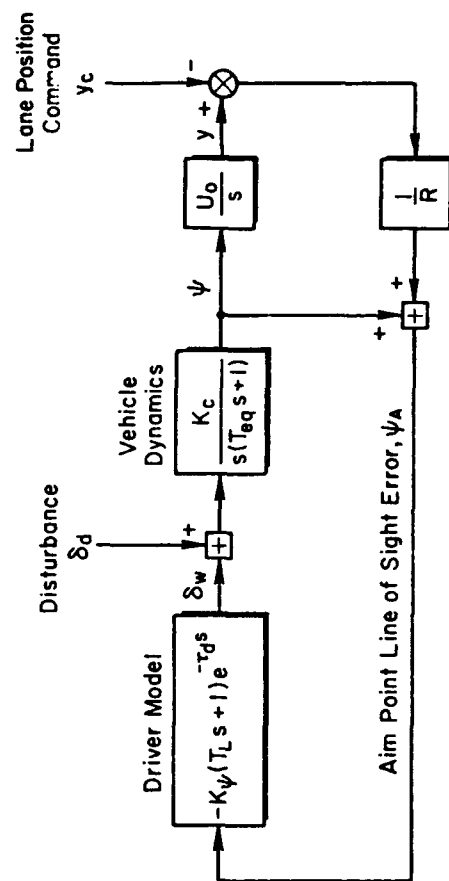 Lane Position
Command
y_c
−
y +
U_o
s
1
R
ψ
+
+
+
Vehicle
Dynamics
K_c
s(T_eq s+1)
Disturbance
δ_d
+
+
δ_w
Driver Model
-K_ψ(T_L s+1)e^-τ_d s
Aim Point Line of Sight Error, ψ_A